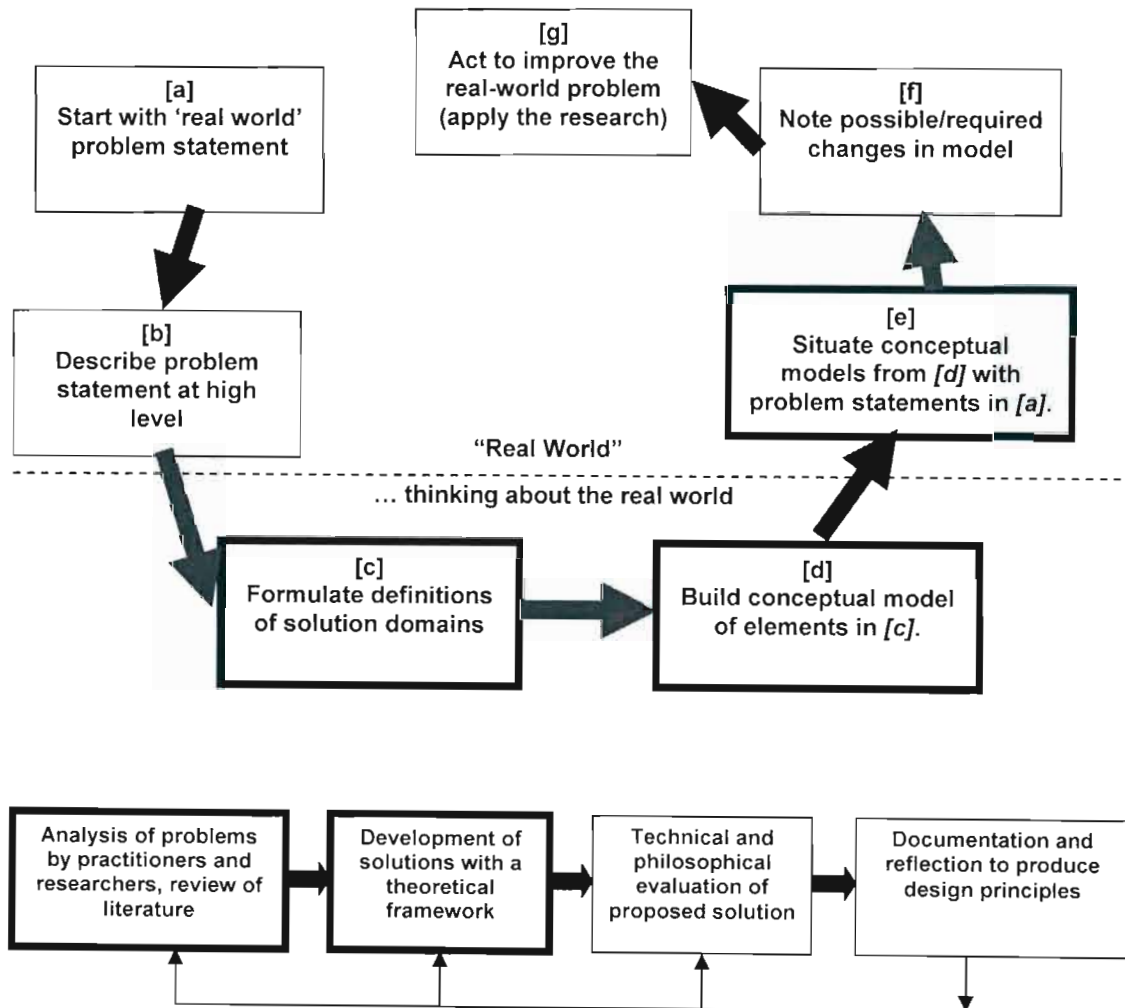 [a]
Start with ‘real world’
problem statement
[g]
Act to improve the
real-world problem
(apply the research)
[f]
Note possible/required
changes in model
[b]
Describe problem
statement at high
level
[e]
Situate conceptual
models from [d] with
problem statements in [a].
“Real World”
... thinking about the real world
[c]
Formulate definitions
of solution domains
[d]
Build conceptual model
of elements in [c].
Analysis of problems
by practitioners and
researchers, review of
literature
Development of
solutions with a
theoretical
framework
Technical and
philosophical
evaluation of
proposed solution
Documentation and
reflection to produce
design principles